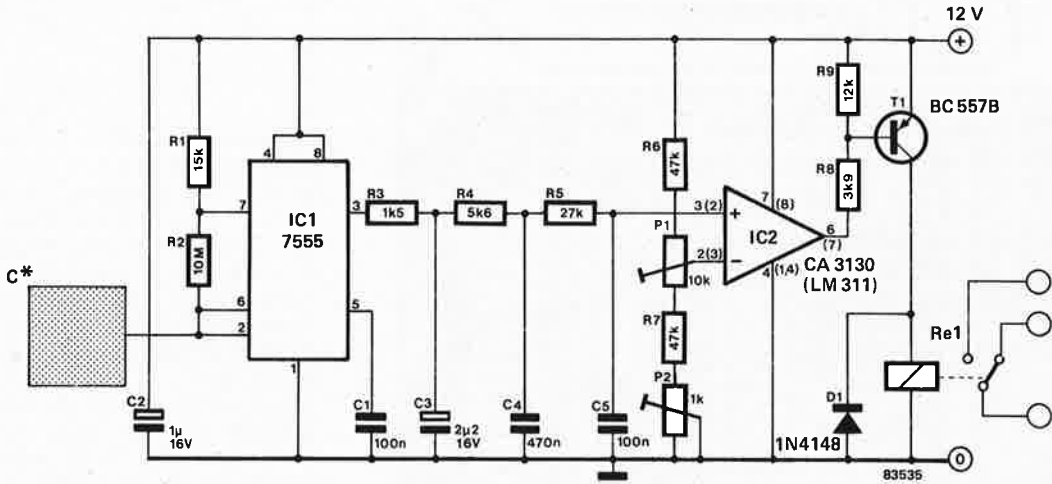 12 V
+
R9
12k
T1
BC 557B
R1
15k
4
8
R6
47k
R8
3k9
7
IC1
7555
3
R3
1k5
R4
5k6
R5
27k
7
(8)
3(2)
+
IC2
6
(7)
R2
10M
P1
10k
2(3)
−
4
(1,4)
CA 3130
(LM 311)
C*
6
2
5
R7
47k
Re1
1
P2
1k
C2
1μ
16V
C1
100n
C3
2μ2
16V
C4
470n
C5
100n
D1
1N4148
83535
0